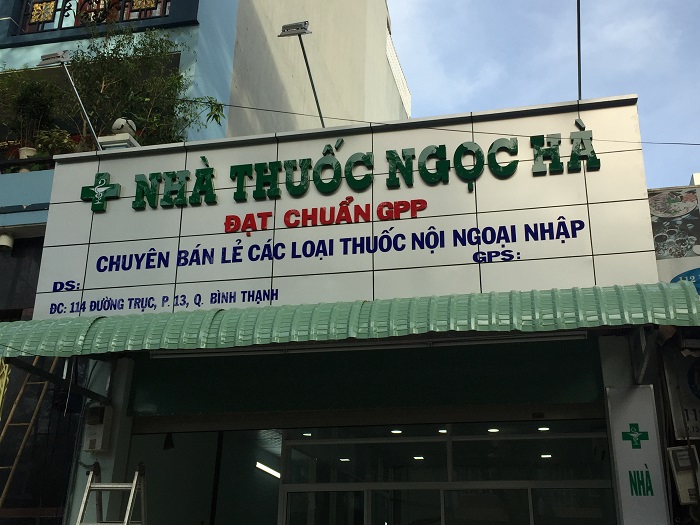 NHÀ THUỐC NGỌC HÀ
ĐẠT CHUẨN GPP
CHUYÊN BÁN LẺ CÁC LOẠI THUỐC NỘI NGOẠI NHẬP
DS: GPS:
ĐC: 114 ĐƯỜNG TRỤC, P. 13, Q. BÌNH THẠNH
112
NHÀ